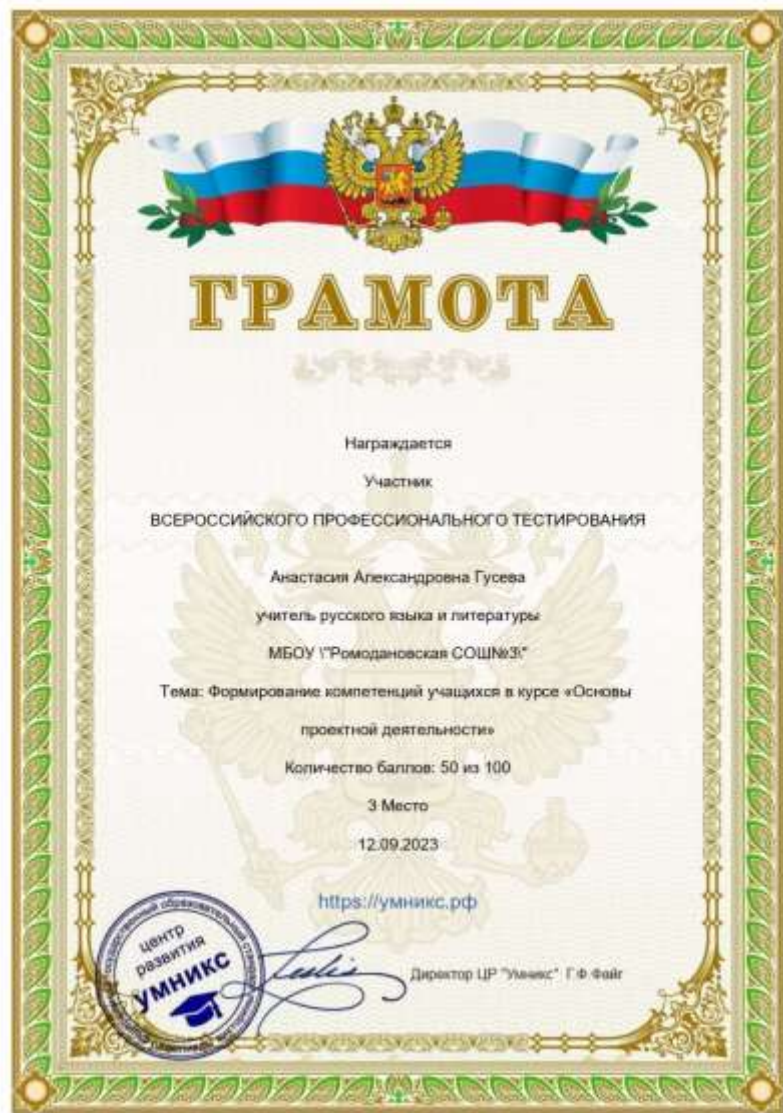 ГРАМОТА
Награждается
Участник
ВСЕРОССИЙСКОГО ПРОФЕССИОНАЛЬНОГО ТЕСТИРОВАНИЯ
Анастасия Александровна Гусева
учитель русского языка и литературы
МБОУ \"Ромодановская СОШ№3\"
Тема: Формирование компетенций учащихся в курсе «Основы
проектной деятельности»
Количество баллов: 50 из 100
3 Место
12.09.2023
https://умникс.рф
центр
развития
УМНИКС
Директор ЦР "Умникс" Г.Ф.Фейг